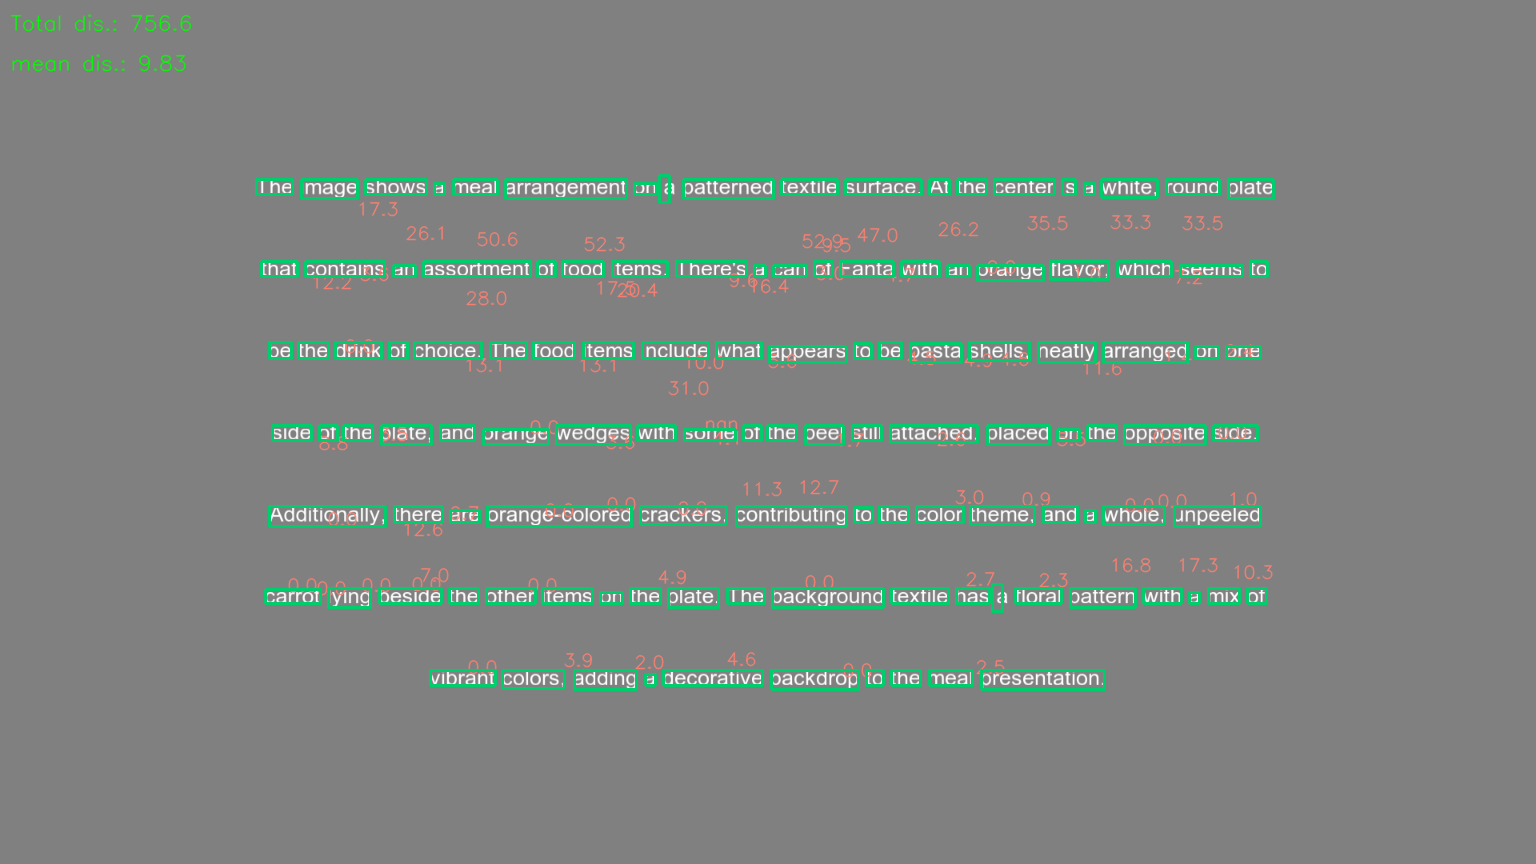 Total dis.: 756.6
mean dis.: 9.83
The image shows a meal arrangement on a patterned textile surface. At the center is a white, round plate
17.3 26.1 50.6 52.3 52.9 9.5 47.0 26.2 35.5 33.3 33.5
that contains an assortment of food items. There's a can of Fanta with an orange flavor, which seems to
12.2 28.0 17.5 20.4 9.6 16.4 7.2
be the drink of choice. The food items include what appears to be pasta shells, neatly arranged on one
13.1 13.1 10.0 31.0 11.6
side of the plate, and orange wedges with some of the peel still attached, placed on the opposite side.
8.8 0.0 nan
Additionally, there are orange-colored crackers, contributing to the color theme, and a whole, unpeeled
12.6 0.0 11.3 12.7 3.0 0.9 0.0 0.0 1.0
carrot lying beside the other items on the plate. The background textile has a floral pattern with a mix of
0.0 0.0 0.0 0.0 7.0 0.0 4.9 0.0 2.7 2.3 16.8 17.3 10.3
vibrant colors, adding a decorative backdrop to the meal presentation.
0.0 3.9 2.0 4.6 0.0 2.5